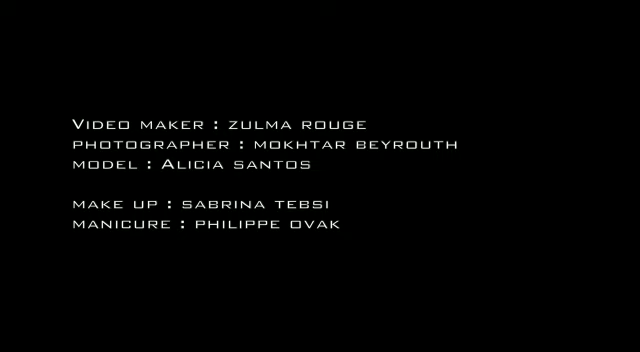 Video maker : zulma rouge
photographer : mokhtar beyrouth
model : Alicia santos
make up : sabrina tebsi
manicure : philippe ovak